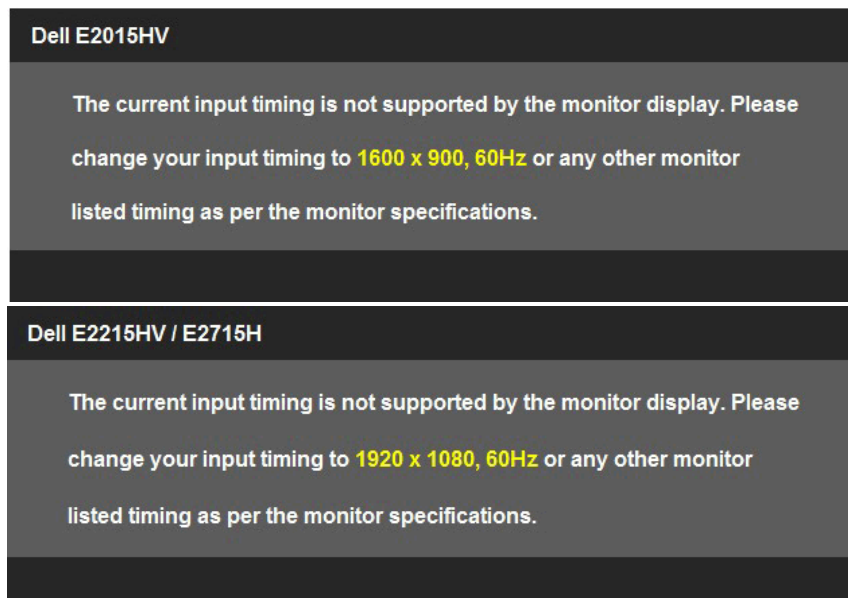 Dell E2015HV
The current input timing is not supported by the monitor display. Please
change your input timing to 1600 x 900, 60Hz or any other monitor
listed timing as per the monitor specifications.
Dell E2215HV / E2715H
The current input timing is not supported by the monitor display. Please
change your input timing to 1920 x 1080, 60Hz or any other monitor
listed timing as per the monitor specifications.